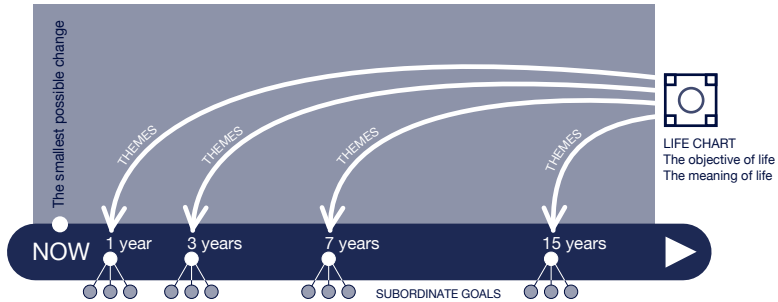 The smallest possible change
THEMES
THEMES
THEMES
THEMES
LIFE CHART
The objective of life
The meaning of life
NOW
1 year
3 years
7 years
15 years
SUBORDINATE GOALS